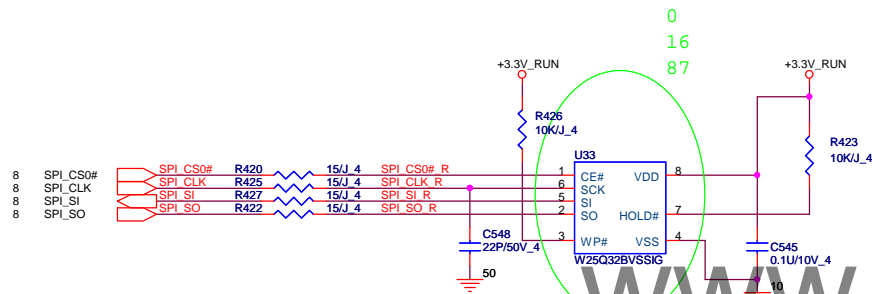 0
16
87
+3.3V_RUN
+3.3V_RUN
R426
10K/J_4
R423
10K/J_4
U33
8 SPI_CS0# SPI_CS0# R420 15/J_4 SPI_CS0#_R 1 CE# VDD 8
8 SPI_CLK SPI_CLK R425 15/J_4 SPI_CLK_R 6 SCK
8 SPI_SI SPI_SI R427 15/J_4 SPI_SI_R 5 SI
8 SPI_SO SPI_SO R422 15/J_4 SPI_SO_R 2 SO HOLD# 7
3 WP# VSS 4
C548
22P/50V_4
C545
0.1U/10V_4
W25Q32BVSSIG
50
10
www